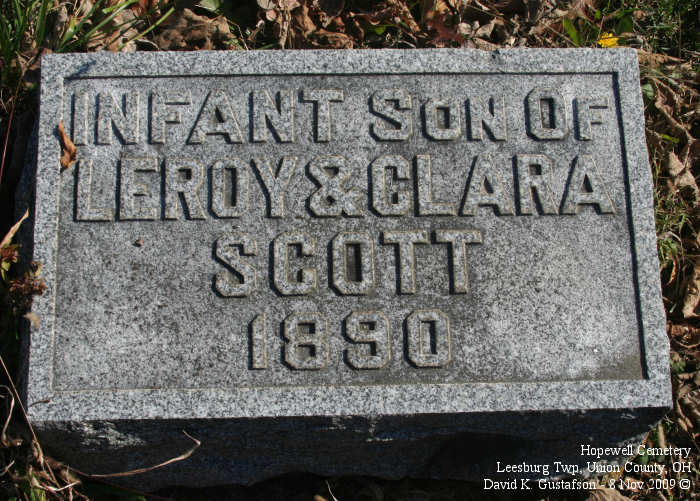 INFANT SON OF
LEROY & CLARA
SCOTT
1890
Hopewell Cemetery
Leesburg Twp, Union County, OH
David K. Gustafson - 8 Nov 2009 ©